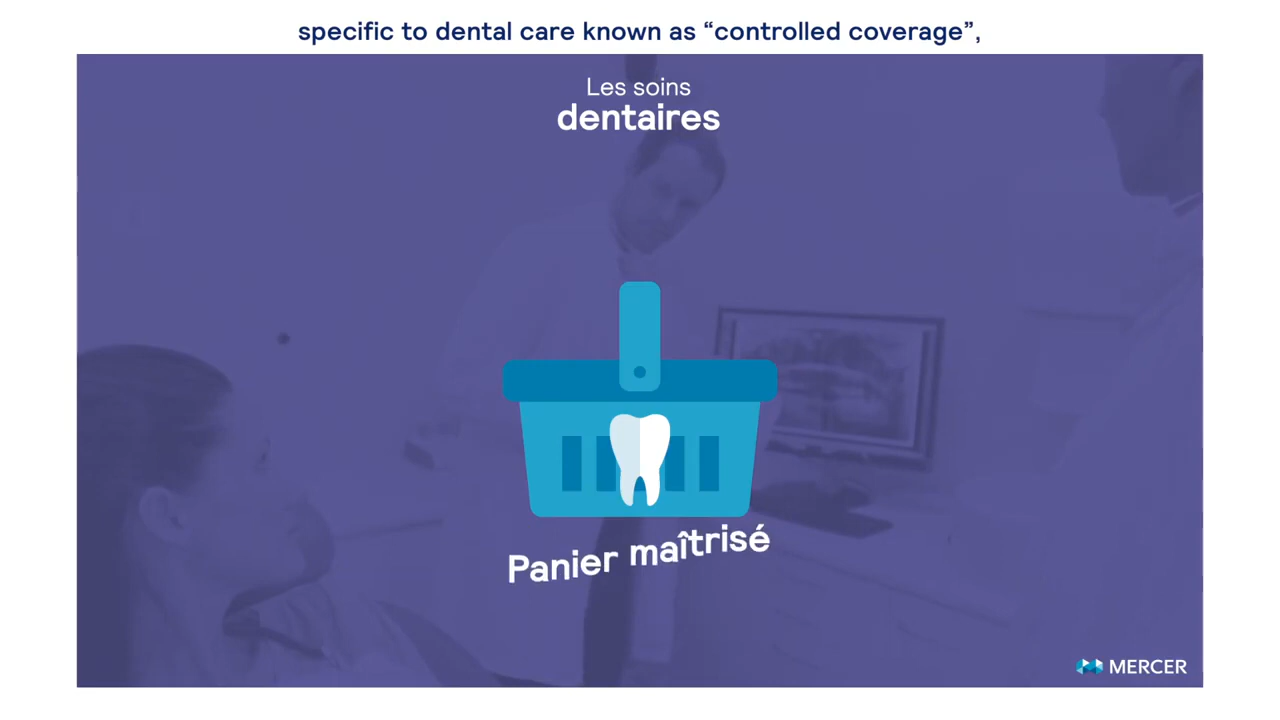 specific to dental care known as “controlled coverage”,
Les soins
dentaires
Panier maîtrisé
MERCER